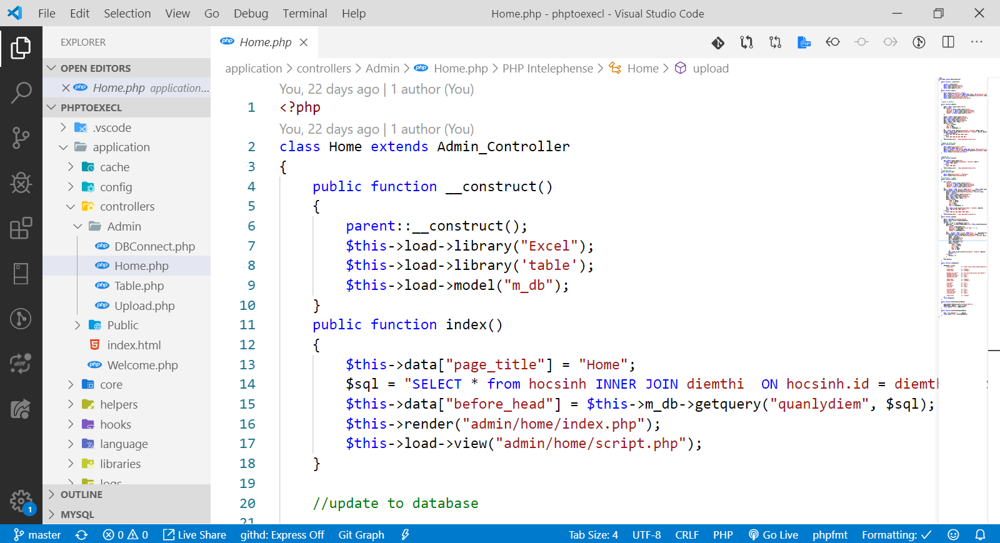 File Edit Selection View Go Debug Terminal Help
Home.php - phptoexecl - Visual Studio Code
EXPLORER
OPEN EDITORS
Home.php application...
PHPTOEXECL
.vscode
application
cache
config
controllers
Admin
php DBConnect.php
php Home.php
php Table.php
php Upload.php
Public
index.html
php Welcome.php
core
helpers
hooks
language
libraries
logs
OUTLINE
MYSQL
php Home.php
application > controllers > Admin > php Home.php > PHP Intelephense > Home > upload
You, 22 days ago | 1 author (You)
1 <?php
You, 22 days ago | 1 author (You)
2 class Home extends Admin_Controller
3 {
4 public function __construct()
5 {
6 parent::__construct();
7 $this->load->library("Excel");
8 $this->load->library('table');
9 $this->load->model("m_db");
10 }
11 public function index()
12 {
13 $this->data["page_title"] = "Home";
14 $sql = "SELECT * from hocsinh INNER JOIN diemthi  ON hocsinh.id = diemth
15 $this->data["before_head"] = $this->m_db->getquery("quanlydiem", $sql);
16 $this->render("admin/home/index.php");
17 $this->load->view("admin/home/script.php");
18 }
19
20 //update to database
21
1
master 0 0 Live Share githd: Express Off Git Graph
Tab Size: 4 UTF-8 CRLF PHP Go Live phpfmt Formatting: ✓